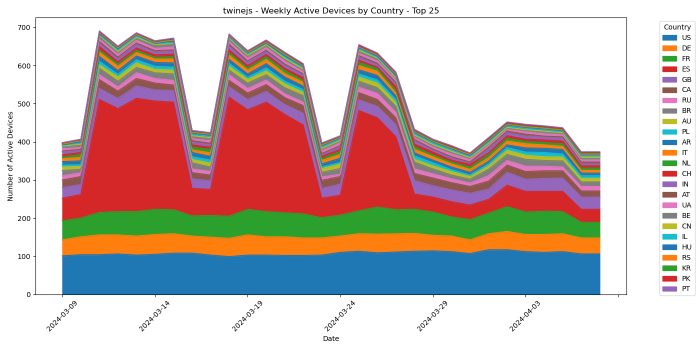 twinejs - Weekly Active Devices by Country - Top 25
Number of Active Devices
700
600
500
400
300
200
100
0
2024-03-09
2024-03-14
2024-03-19
2024-03-24
2024-03-29
2024-04-03
Date
Country
US
DE
FR
ES
GB
CA
RU
BR
AU
PL
AR
IT
NL
CH
IN
AT
UA
BE
CN
IL
HU
RS
KR
PK
PT